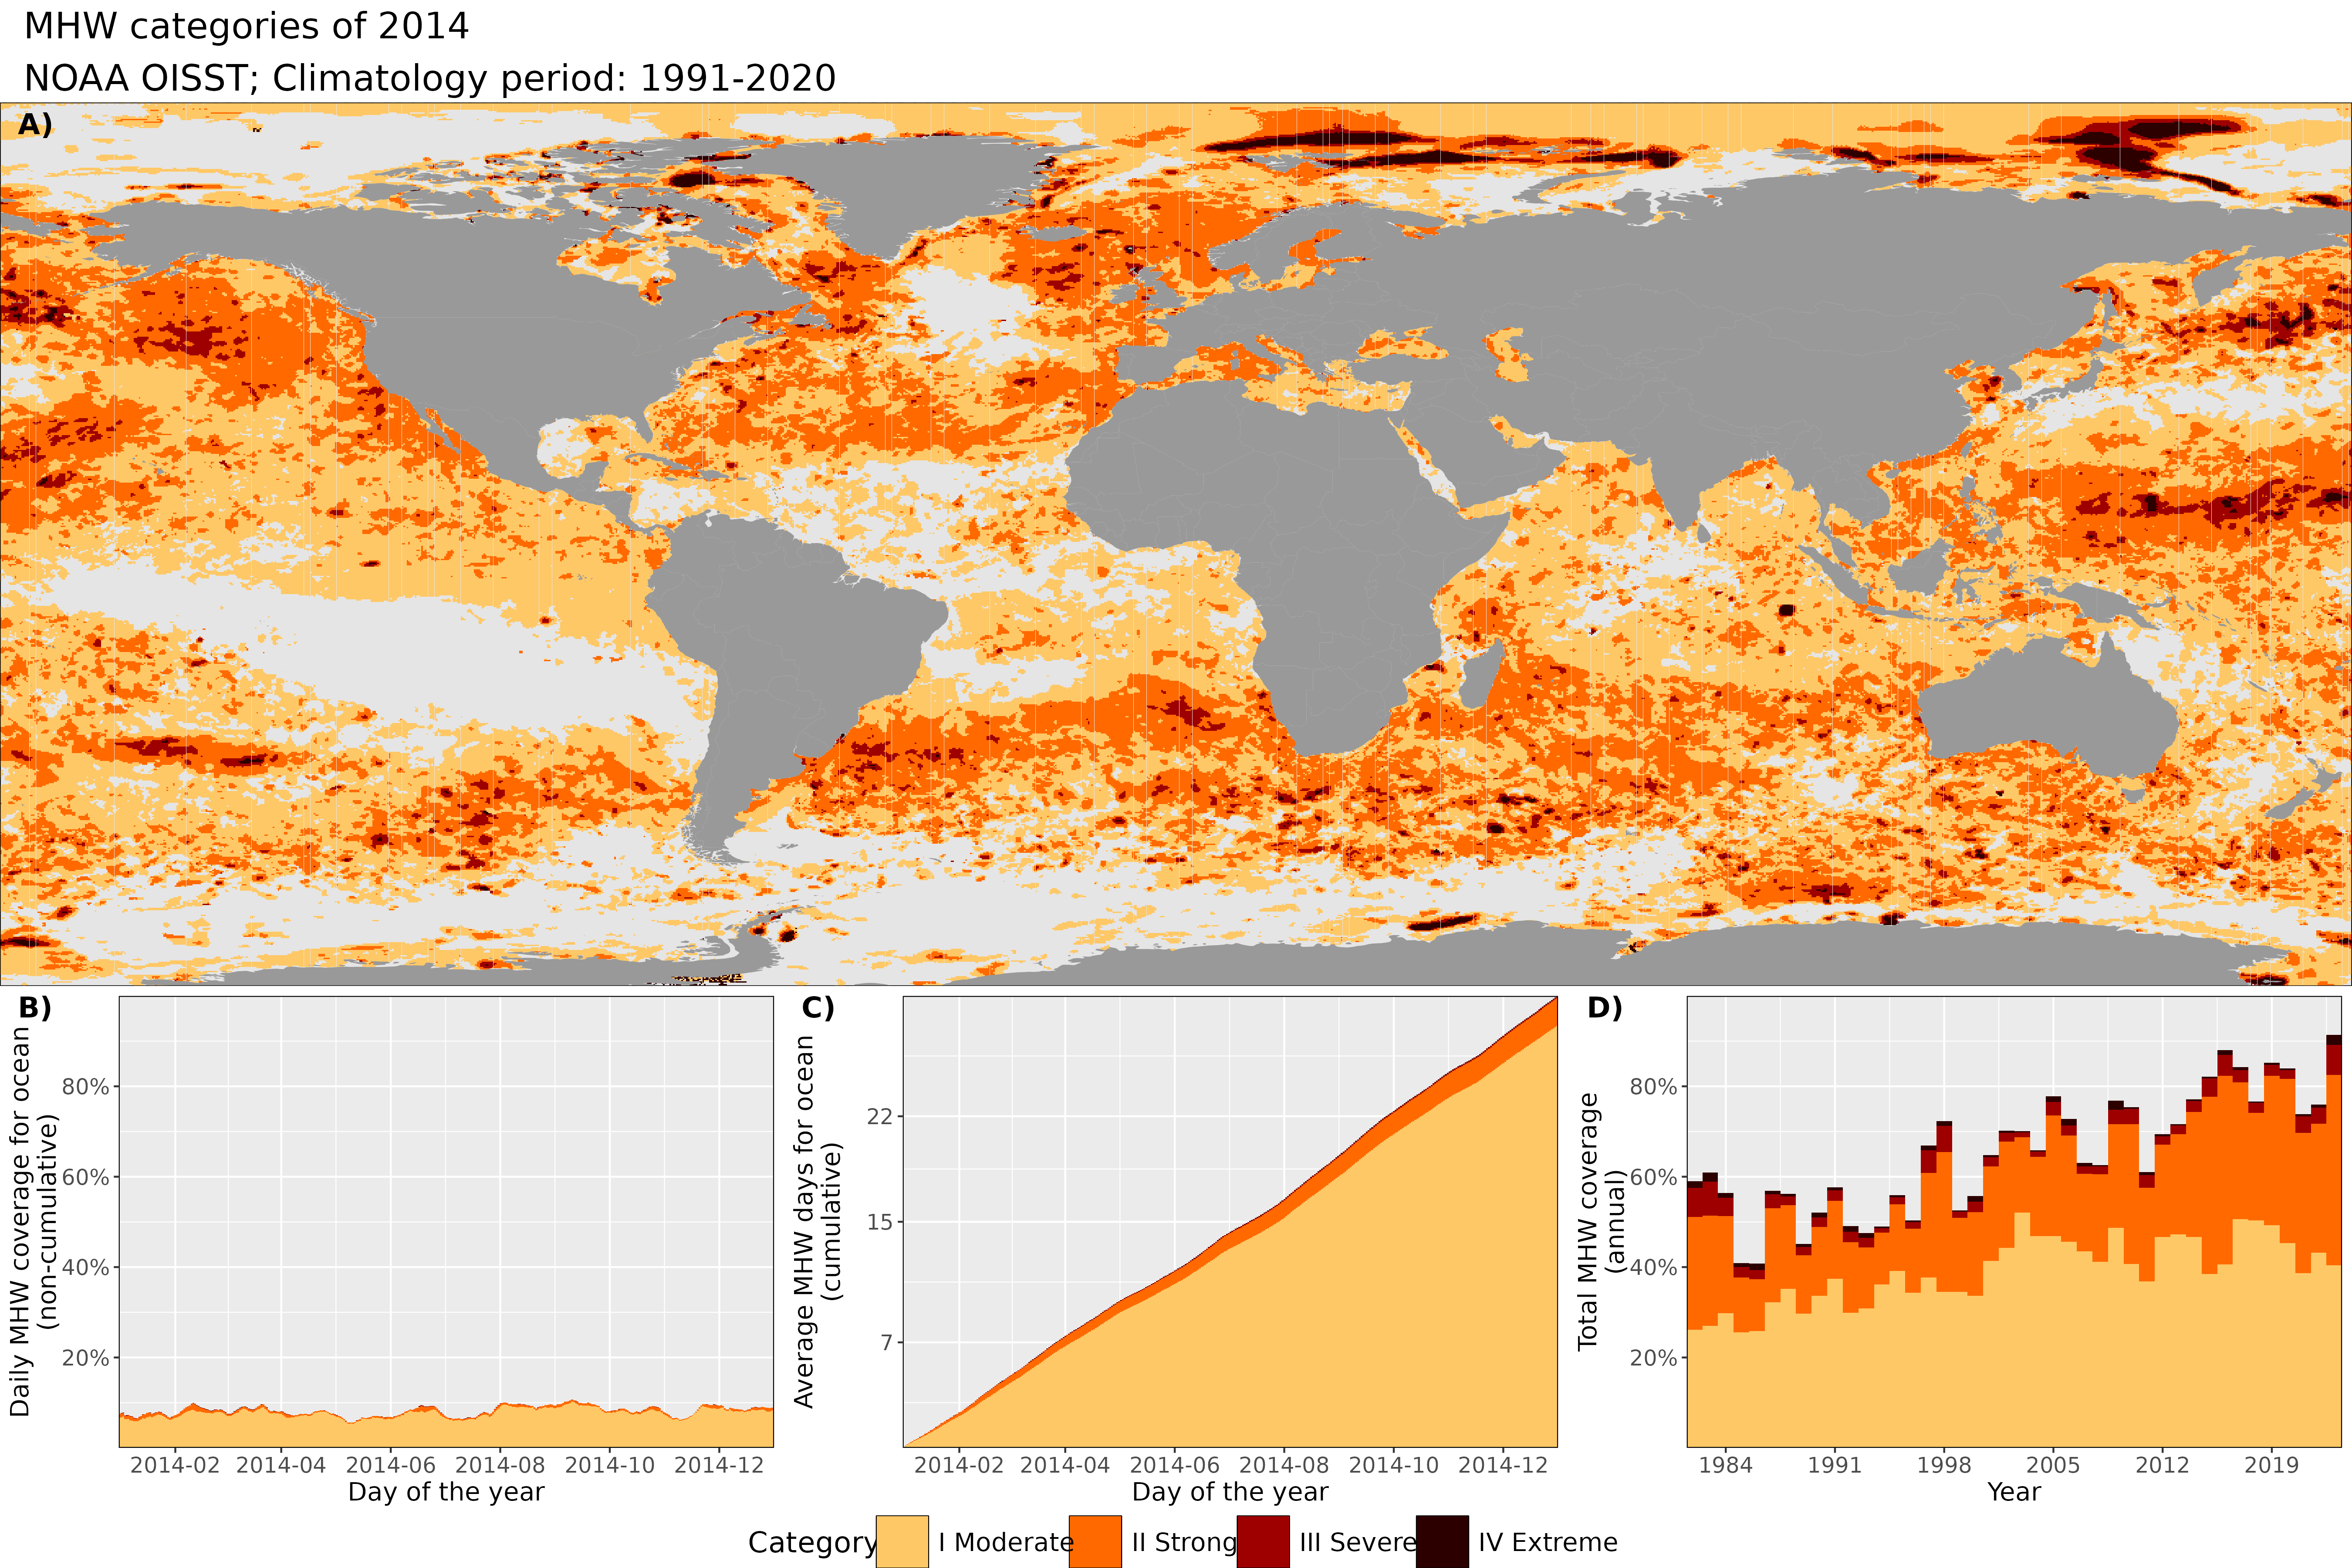 MHW categories of 2014
NOAA OISST; Climatology period: 1991-2020
A)
B)
Daily MHW coverage for ocean
(non-cumulative)
80%
60%
40%
20%
2014-02 2014-04 2014-06 2014-08 2014-10 2014-12
Day of the year
C)
Average MHW days for ocean
(cumulative)
22
15
7
2014-02 2014-04 2014-06 2014-08 2014-10 2014-12
Day of the year
D)
Total MHW coverage
(annual)
80%
60%
40%
20%
1984 1991 1998 2005 2012 2019
Year
Category I Moderate II Strong III Severe IV Extreme